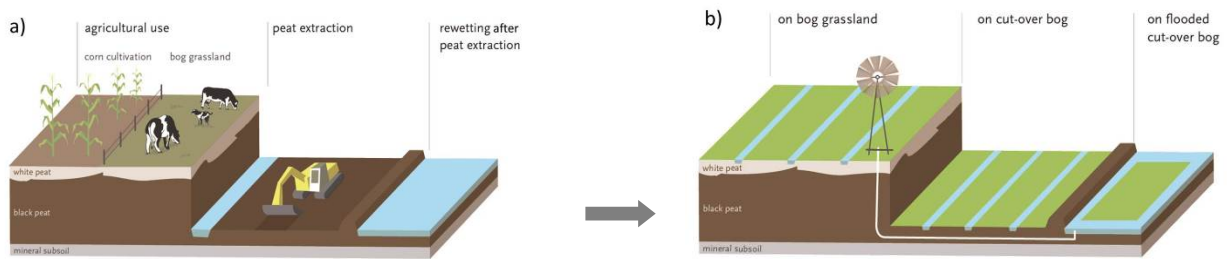 a)
agricultural use
peat extraction
rewetting after
peat extraction
corn cultivation
bog grassland
white peat
black peat
mineral subsoil
b)
on bog grassland
on cut-over bog
on flooded
cut-over bog
white peat
black peat
mineral subsoil